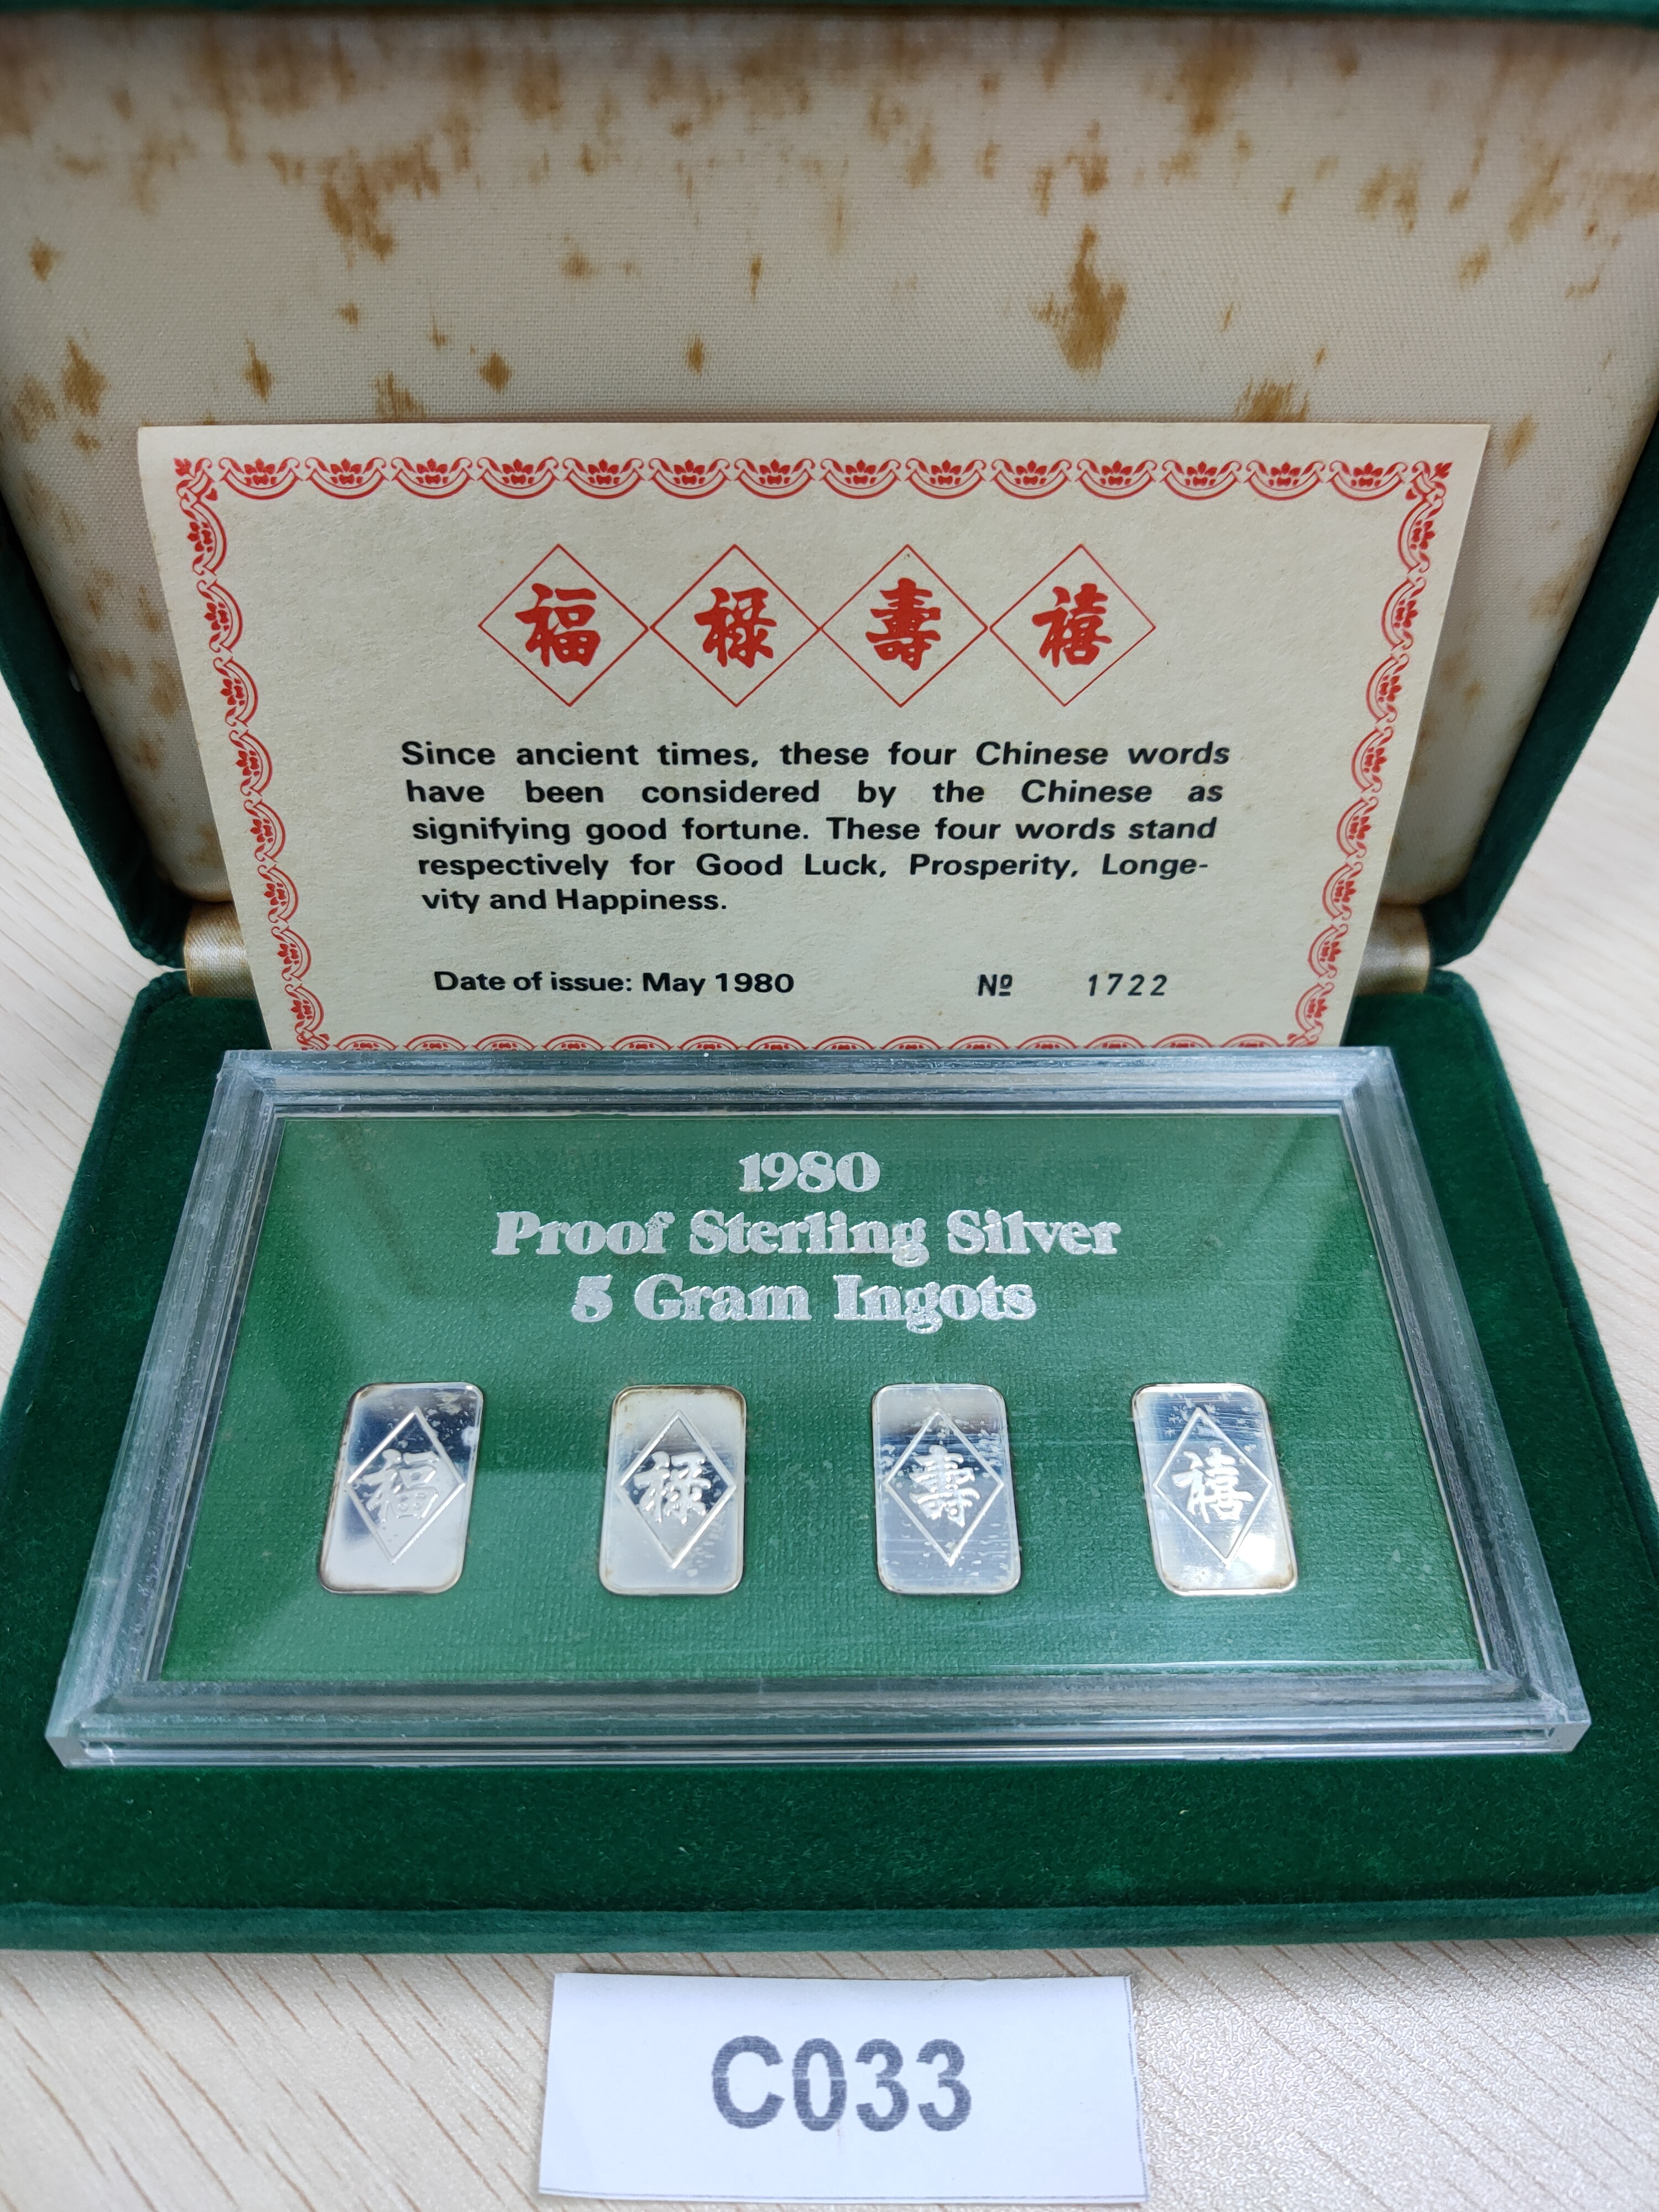 福 祿 壽 禧
Since ancient times, these four Chinese words
have been considered by the Chinese as
signifying good fortune. These four words stand
respectively for Good Luck, Prosperity, Longe-
vity and Happiness.
Date of issue: May 1980 Nº 1722
1980
Proof Sterling Silver
5 Gram Ingots
福 祿 壽 禧
C033